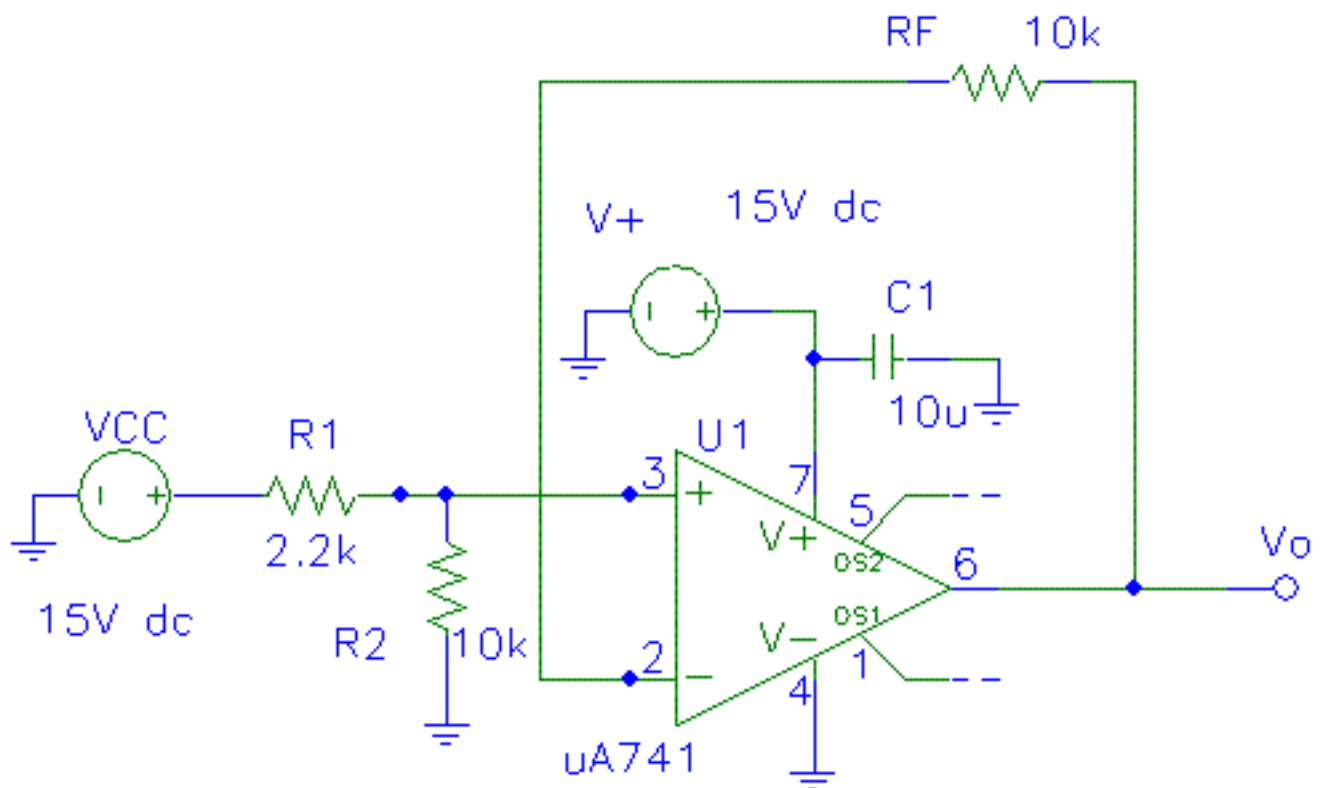 RF 10k
15V dc
V+
C1
10u
VCC
R1
2.2k
15V dc
R2
10k
U1
3
+
7
V+
5
OS2
6
Vo
OS1
V-
1
2
-
4
uA741